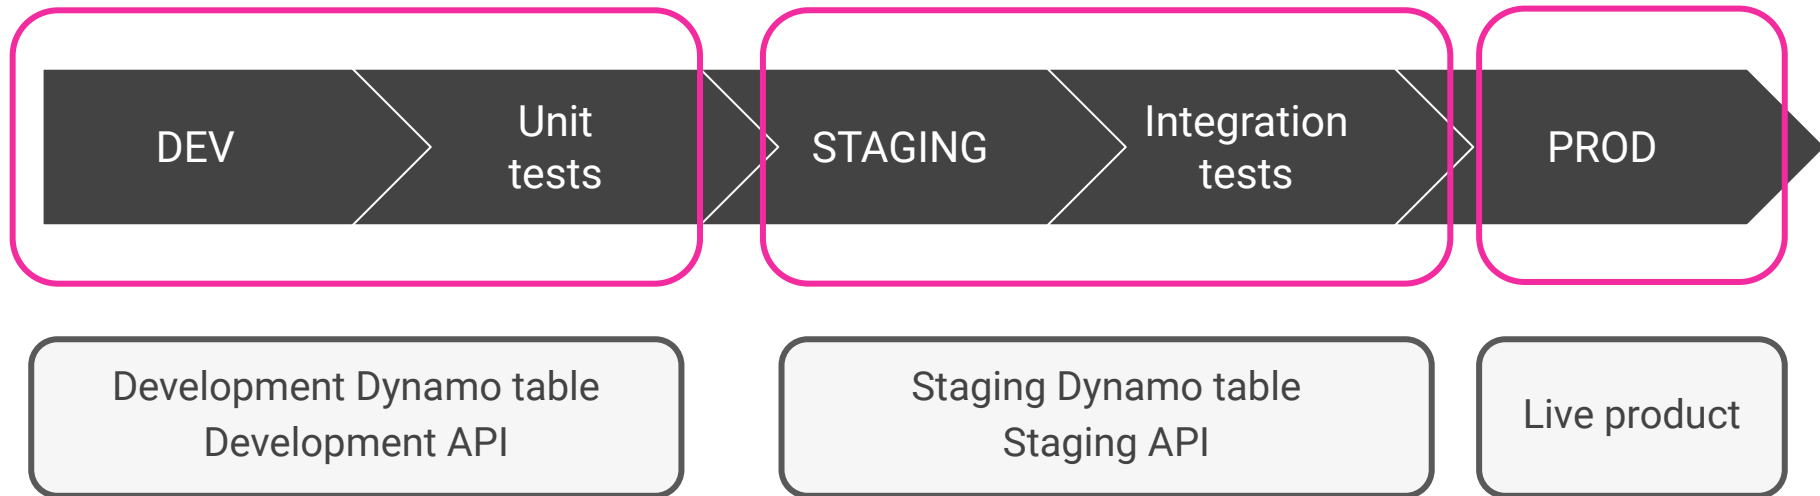 DEV
Unit
tests
STAGING
Integration
tests
PROD
Development Dynamo table
Development API
Staging Dynamo table
Staging API
Live product